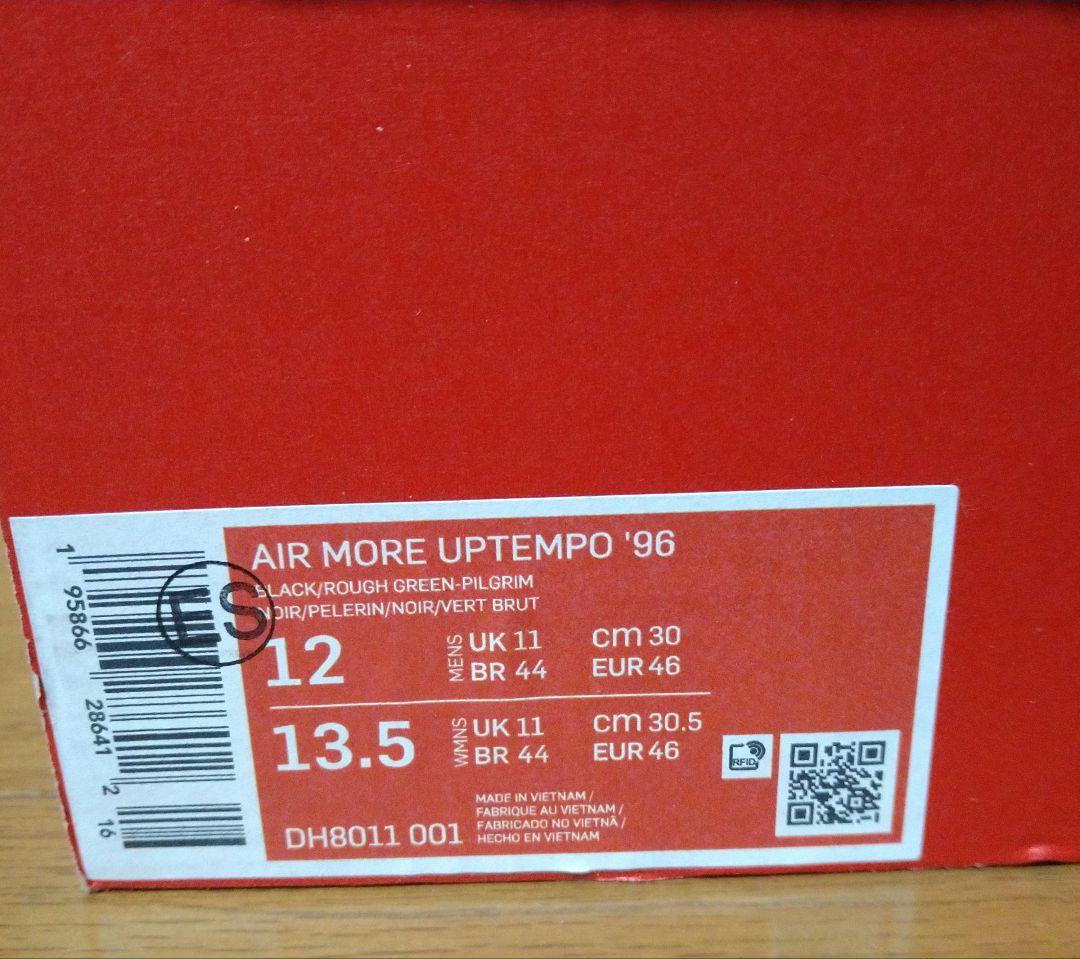 AIR MORE UPTEMPO '96
BLACK/ROUGH GREEN-PILGRIM
NOIR/PELERIN/NOIR/VERT BRUT
12
MENS
UK 11
cm 30
BR 44
EUR 46
13.5
WMNS
UK 11
cm 30.5
BR 44
EUR 46
RFID
DH8011 001
MADE IN VIETNAM /
FABRIQUE AU VIETNAM /
FABRICADO NO VIETNÃ /
HECHO EN VIETNAM
1 95866 28641 2 16
ES